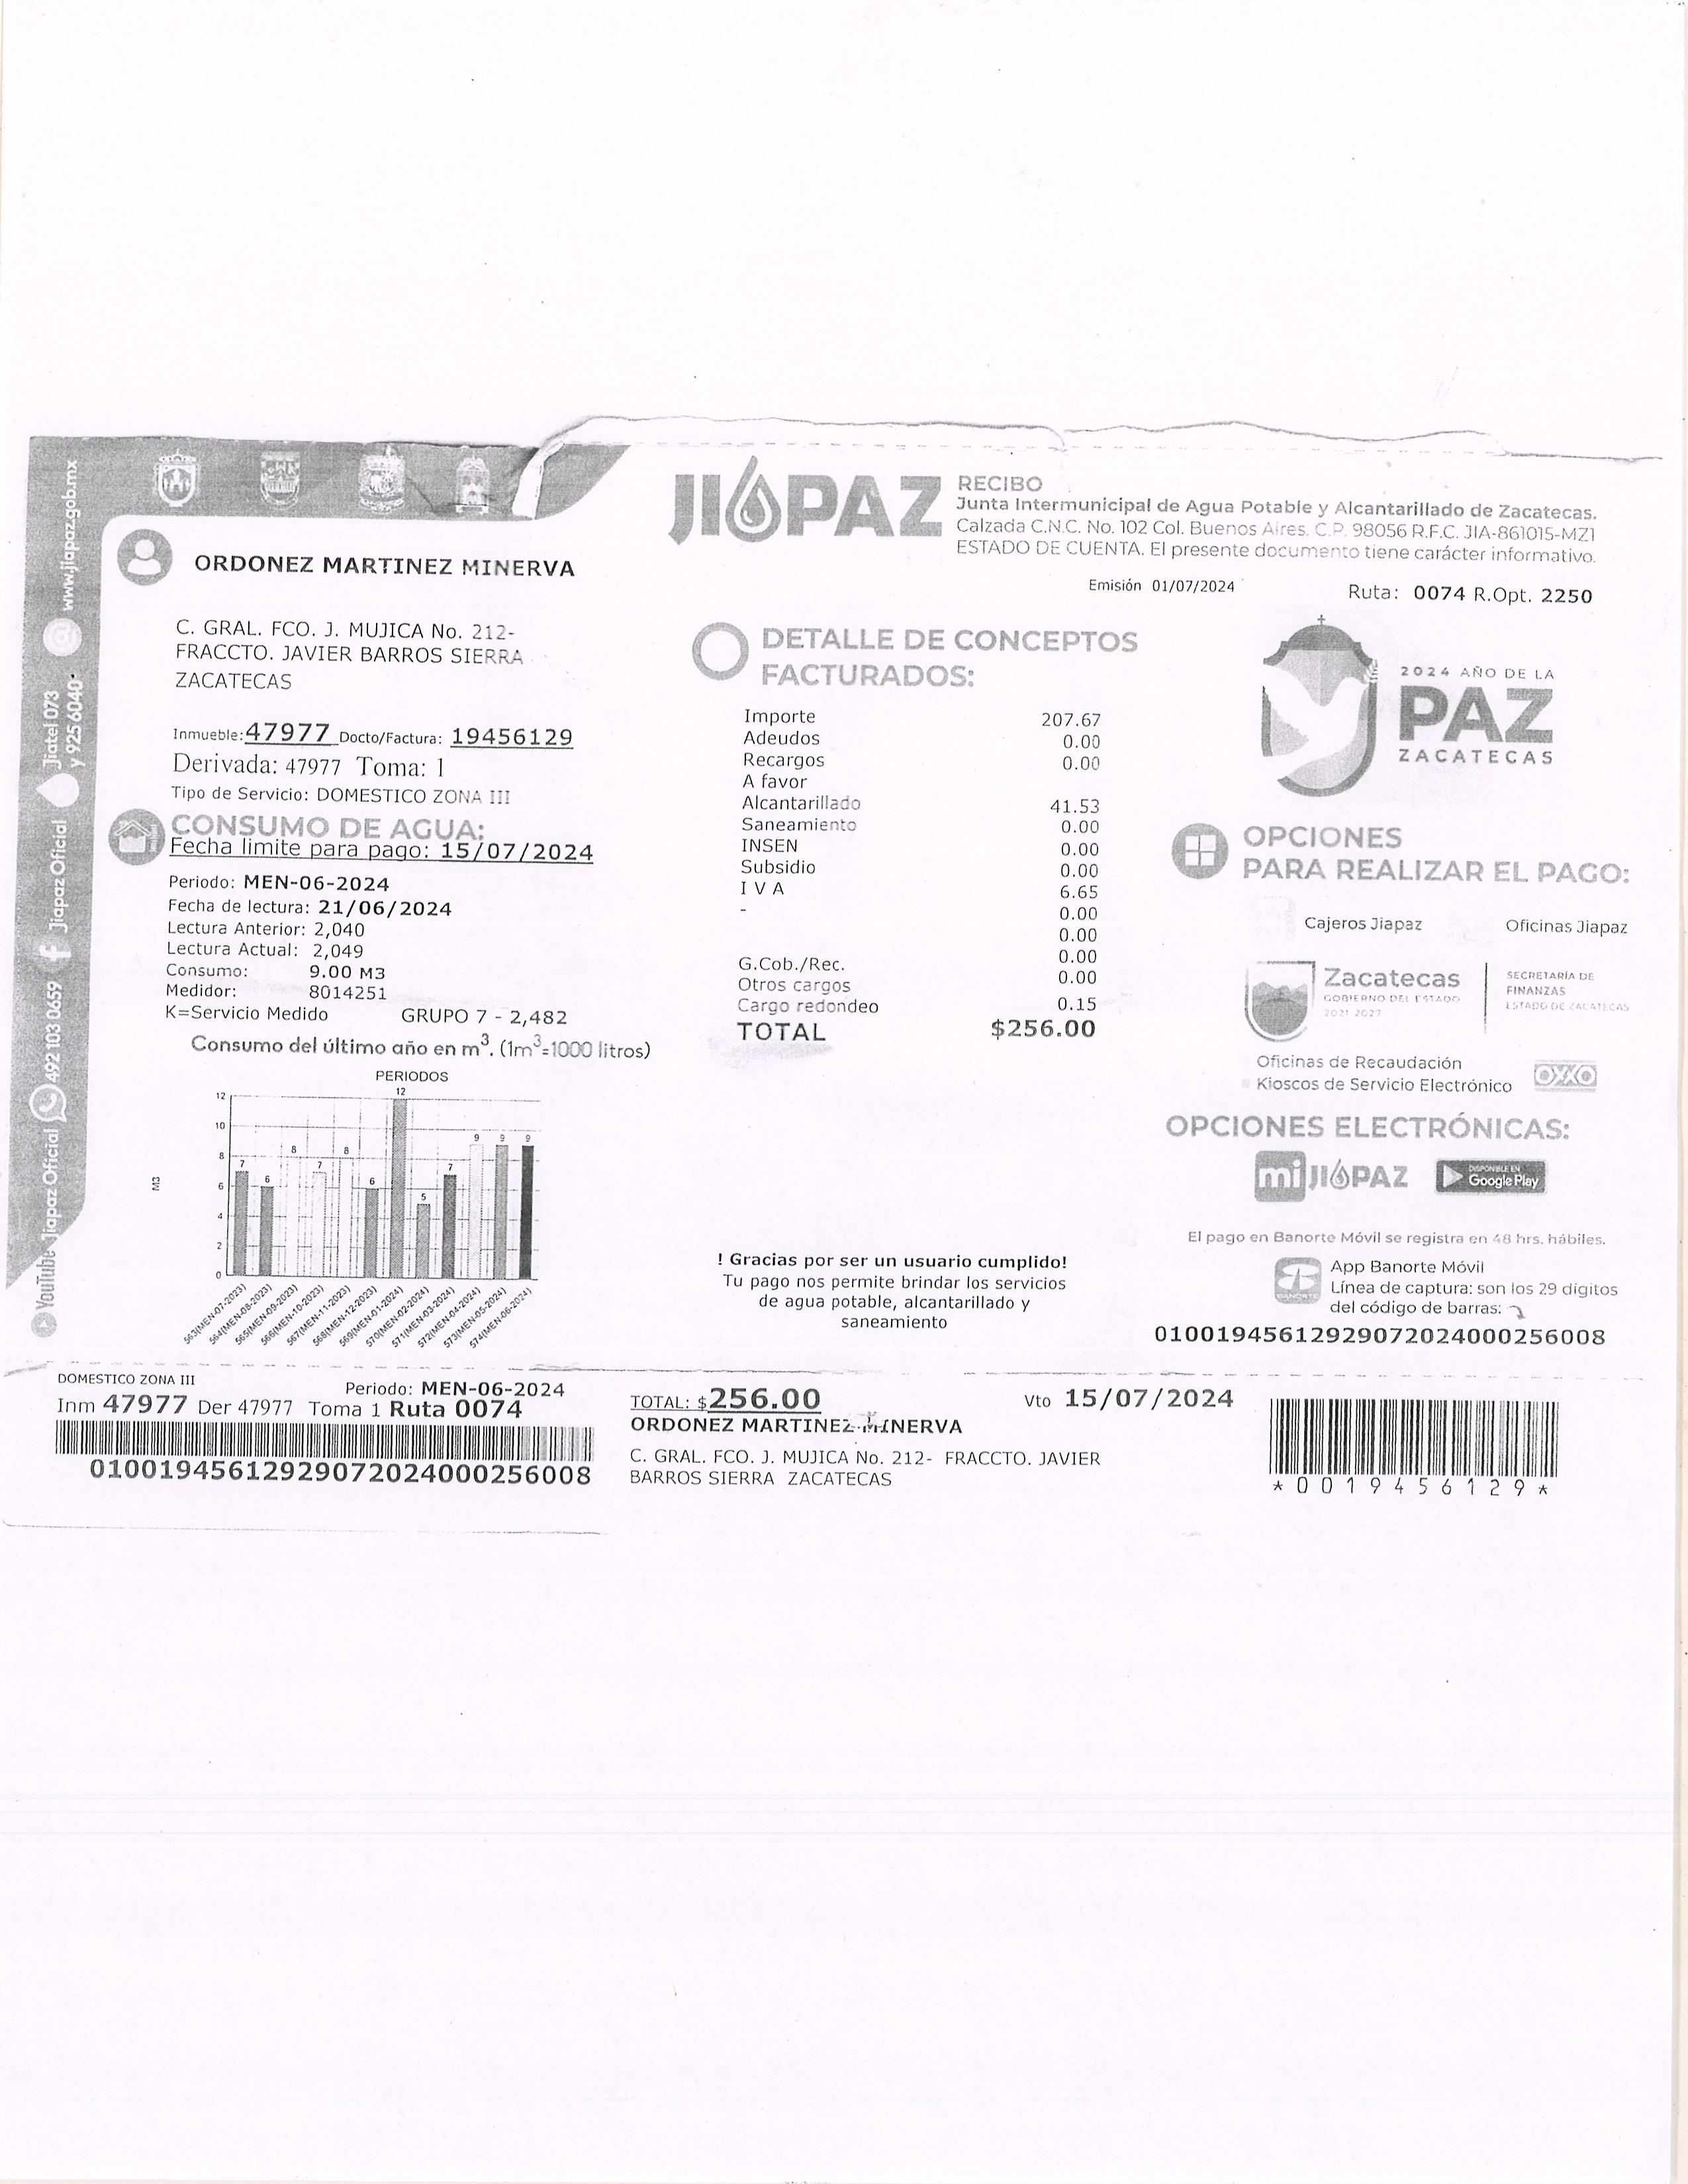 www.jiapaz.gob.mx
Jiatel 073
y 925 6040
Jiapaz Oficial
492 103 0659
YouTube Jiapaz Oficial
JIAPAZ
RECIBO
Junta Intermunicipal de Agua Potable y Alcantarillado de Zacatecas.
Calzada C.N.C. No. 102 Col. Buenos Aires. C.P. 98056 R.F.C. JIA-861015-MZ1
ESTADO DE CUENTA. El presente documento tiene carácter informativo.
Emisión 01/07/2024
Ruta: 0074 R.Opt. 2250
ORDONEZ MARTINEZ MINERVA
C. GRAL. FCO. J. MUJICA No. 212-
FRACCTO. JAVIER BARROS SIERRA
ZACATECAS
Inmueble: 47977 Docto/Factura: 19456129
Derivada: 47977 Toma: 1
Tipo de Servicio: DOMESTICO ZONA III
CONSUMO DE AGUA:
Fecha limite para pago: 15/07/2024
Periodo: MEN-06-2024
Fecha de lectura: 21/06/2024
Lectura Anterior: 2,040
Lectura Actual: 2,049
Consumo: 9.00 M3
Medidor: 8014251
K=Servicio Medido GRUPO 7 - 2,482
Consumo del último año en m³. (1m³=1000 litros)
PERIODOS
M3
12
10
8
6
4
2
0
7 6 8 7 8 6 12 5 7 9 9 9
563(MEN-07-2023)
564(MEN-08-2023)
565(MEN-09-2023)
566(MEN-10-2023)
567(MEN-11-2023)
568(MEN-12-2023)
569(MEN-01-2024)
570(MEN-02-2024)
571(MEN-03-2024)
572(MEN-04-2024)
573(MEN-05-2024)
574(MEN-06-2024)
DETALLE DE CONCEPTOS
FACTURADOS:
Importe 207.67
Adeudos 0.00
Recargos 0.00
A favor
Alcantarillado 41.53
Saneamiento 0.00
INSEN 0.00
Subsidio 0.00
I V A 6.65
- 0.00
0.00
G.Cob./Rec. 0.00
Otros cargos 0.00
Cargo redondeo 0.15
TOTAL $256.00
! Gracias por ser un usuario cumplido!
Tu pago nos permite brindar los servicios
de agua potable, alcantarillado y
saneamiento
2024 AÑO DE LA
PAZ
ZACATECAS
OPCIONES
PARA REALIZAR EL PAGO:
Cajeros Jiapaz Oficinas Jiapaz
Zacatecas
GOBIERNO DEL ESTADO
2021-2027
SECRETARÍA DE
FINANZAS
ESTADO DE ZACATECAS
Oficinas de Recaudación
Kioscos de Servicio Electrónico
OXXO
OPCIONES ELECTRÓNICAS:
mi JIAPAZ
DISPONIBLE EN
Google Play
El pago en Banorte Móvil se registra en 48 hrs. hábiles.
BANORTE
App Banorte Móvil
Línea de captura: son los 29 dígitos
del código de barras:
01001945612929072024000256008
DOMESTICO ZONA III
Periodo: MEN-06-2024
Inm 47977 Der 47977 Toma 1 Ruta 0074
01001945612929072024000256008
TOTAL: $256.00
Vto 15/07/2024
ORDONEZ MARTINEZ MINERVA
C. GRAL. FCO. J. MUJICA No. 212- FRACCTO. JAVIER
BARROS SIERRA ZACATECAS
*0019456129*